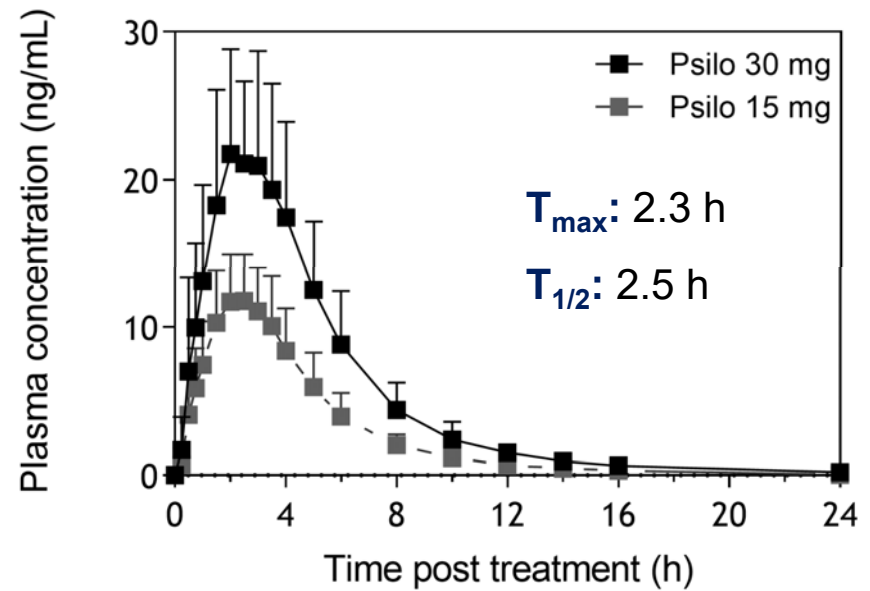 Plasma concentration (ng/mL)
30
20
10
0
Psilo 30 mg
Psilo 15 mg
Tmax: 2.3 h
T1/2: 2.5 h
0 4 8 12 16 20 24
Time post treatment (h)